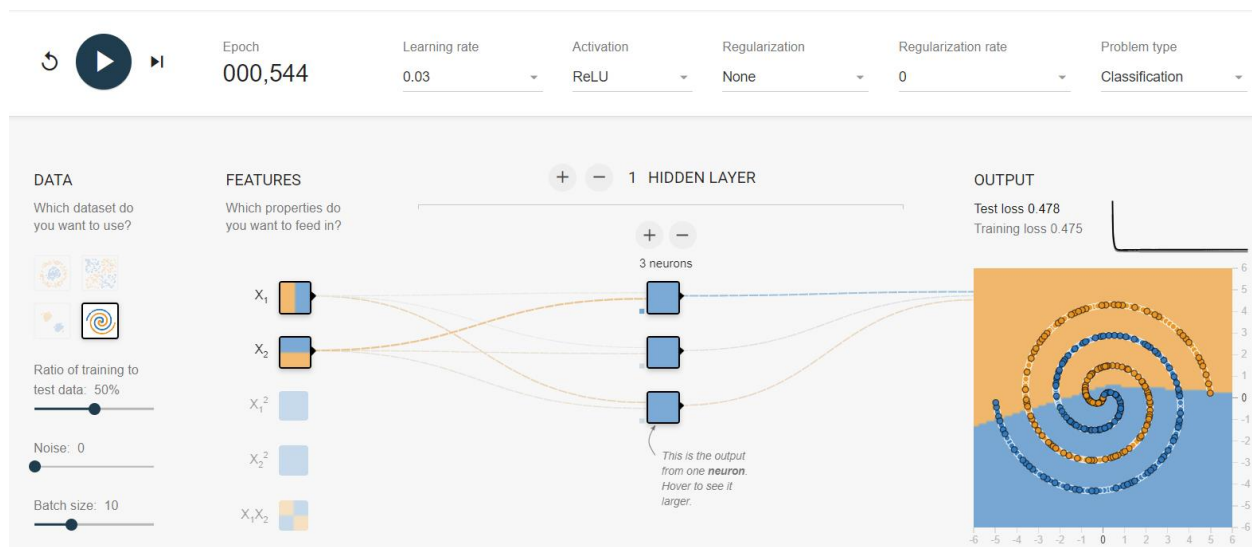 Epoch
000,544
Learning rate
0.03
Activation
ReLU
Regularization
None
Regularization rate
0
Problem type
Classification
DATA
Which dataset do
you want to use?
Ratio of training to
test data: 50%
Noise: 0
Batch size: 10
FEATURES
Which properties do
you want to feed in?
X₁
X₂
X₁²
X₂²
X₁X₂
+ − 1 HIDDEN LAYER
+ −
3 neurons
This is the output
from one neuron.
Hover to see it
larger.
OUTPUT
Test loss 0.478
Training loss 0.475
6
5
4
3
2
1
0
-1
-2
-3
-4
-5
-6
-6 -5 -4 -3 -2 -1 0 1 2 3 4 5 6